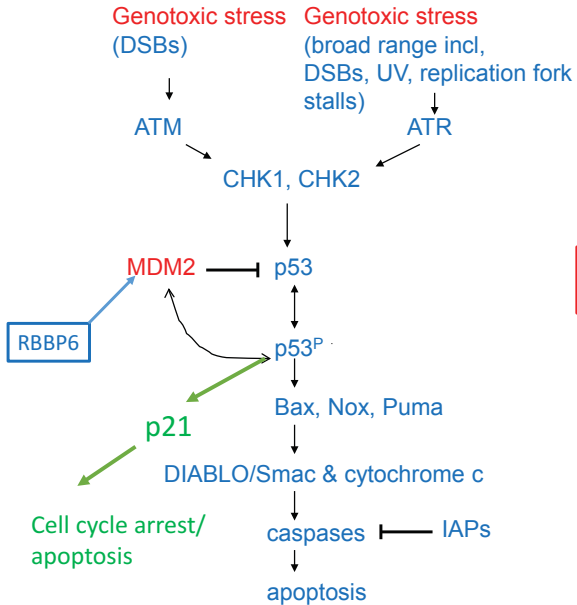 Genotoxic stress
(DSBs)
Genotoxic stress
(broad range incl,
DSBs, UV, replication fork
stalls)
ATM
ATR
CHK1, CHK2
MDM2
p53
RBBP6
p53P
Bax, Nox, Puma
p21
DIABLO/Smac & cytochrome c
Cell cycle arrest/
apoptosis
caspases
IAPs
apoptosis